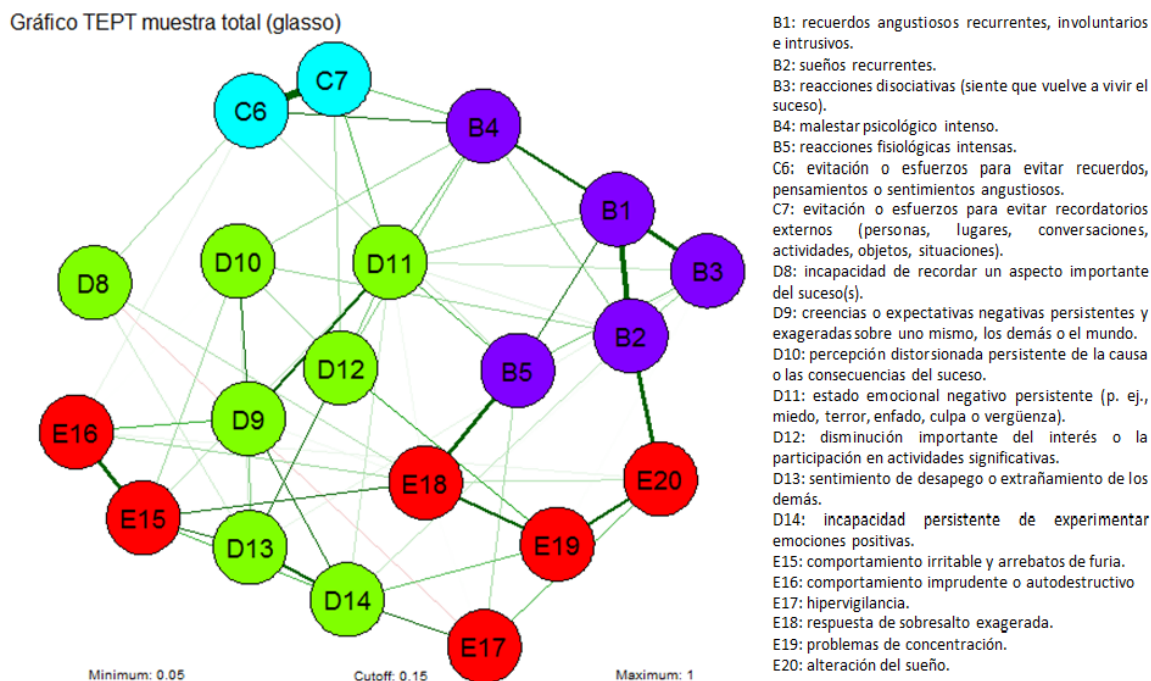 Gráfico TEPT muestra total (glasso)
C7
C6
B4
B1
D10
D11
B3
D8
B2
D12
B5
D9
E16
E18
E20
E15
D13
E19
D14
E17
Minimum: 0.05
Cutoff: 0.15
Maximum: 1
B1: recuerdos angustiosos recurrentes, involuntarios
e intrusivos.
B2: sueños recurrentes.
B3: reacciones disociativas (siente que vuelve a vivir el
suceso).
B4: malestar psicológico intenso.
B5: reacciones fisiológicas intensas.
C6: evitación o esfuerzos para evitar recuerdos,
pensamientos o sentimientos angustiosos.
C7: evitación o esfuerzos para evitar recordatorios
externos (personas, lugares, conversaciones,
actividades, objetos, situaciones).
D8: incapacidad de recordar un aspecto importante
del suceso(s).
D9: creencias o expectativas negativas persistentes y
exageradas sobre uno mismo, los demás o el mundo.
D10: percepción distorsionada persistente de la causa
o las consecuencias del suceso.
D11: estado emocional negativo persistente (p. ej.,
miedo, terror, enfado, culpa o vergüenza).
D12: disminución importante del interés o la
participación en actividades significativas.
D13: sentimiento de desapego o extrañamiento de los
demás.
D14: incapacidad persistente de experimentar
emociones positivas.
E15: comportamiento irritable y arrebatos de furia.
E16: comportamiento imprudente o autodestructivo
E17: hipervigilancia.
E18: respuesta de sobresalto exagerada.
E19: problemas de concentración.
E20: alteración del sueño.